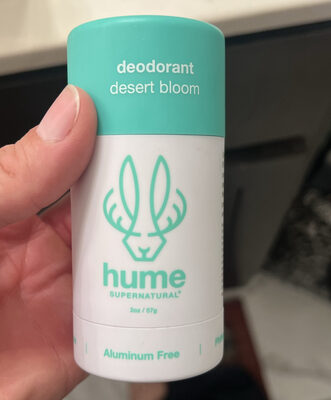 deodorant
desert bloom
hume
SUPERNATURAL®
2oz / 57g
Aluminum Free